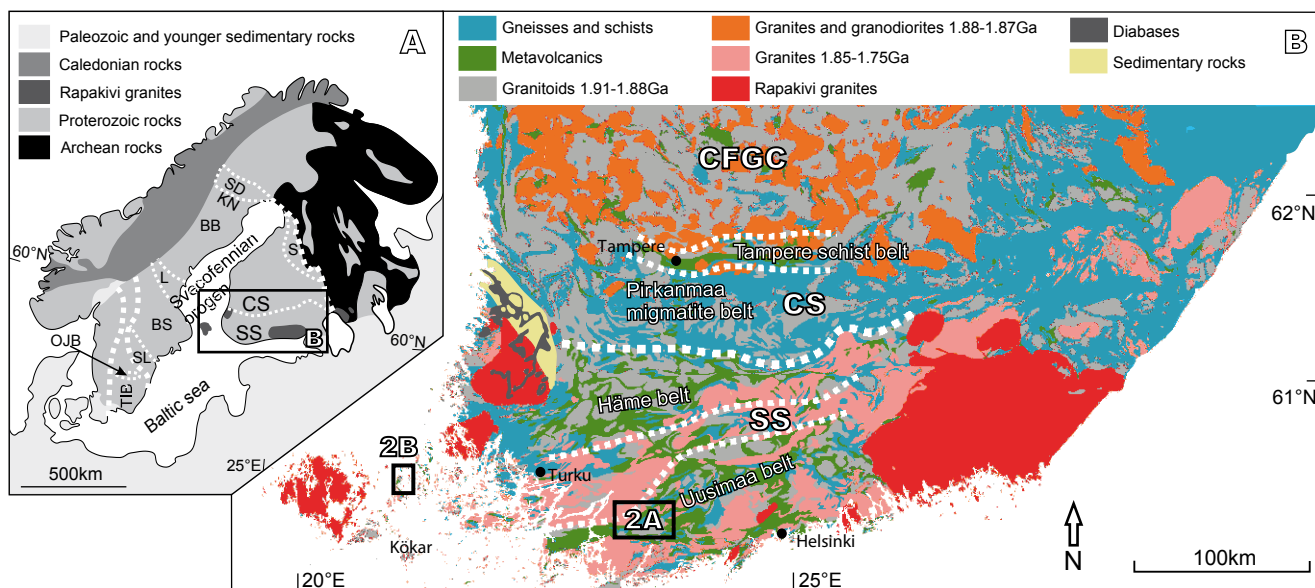 A
Paleozoic and younger sedimentary rocks
Caledonian rocks
Rapakivi granites
Proterozoic rocks
Archean rocks
SD
KN
BB
S
60°N
L
Svecofennian
orogen
CS
BS
SS
B
OJB
SL
60°N
TIB
Baltic sea
25°E
500km
B
Gneisses and schists
Metavolcanics
Granitoids 1.91-1.88Ga
Granites and granodiorites 1.88-1.87Ga
Granites 1.85-1.75Ga
Rapakivi granites
Diabases
Sedimentary rocks
CFGC
62°N
Tampere
Tampere schist belt
Pirkanmaa
migmatite belt
CS
61°N
Häme belt
SS
2B
Turku
Uusimaa belt
2A
Kökar
Helsinki
N
100km
20°E
25°E